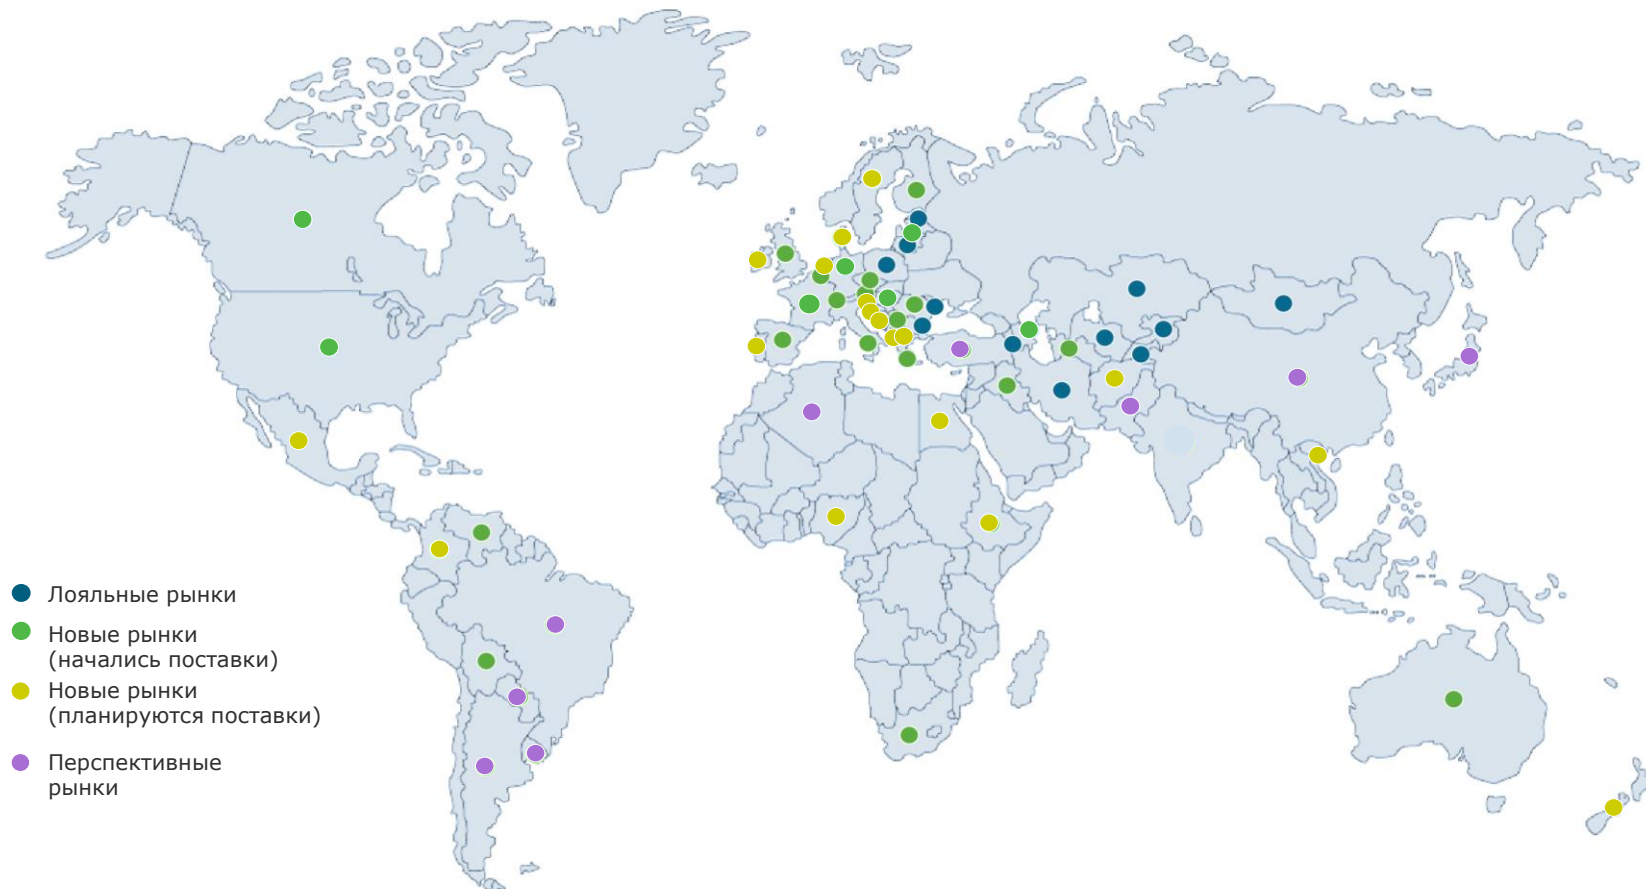 Лояльные рынки
Новые рынки
(начались поставки)
Новые рынки
(планируются поставки)
Перспективные
рынки